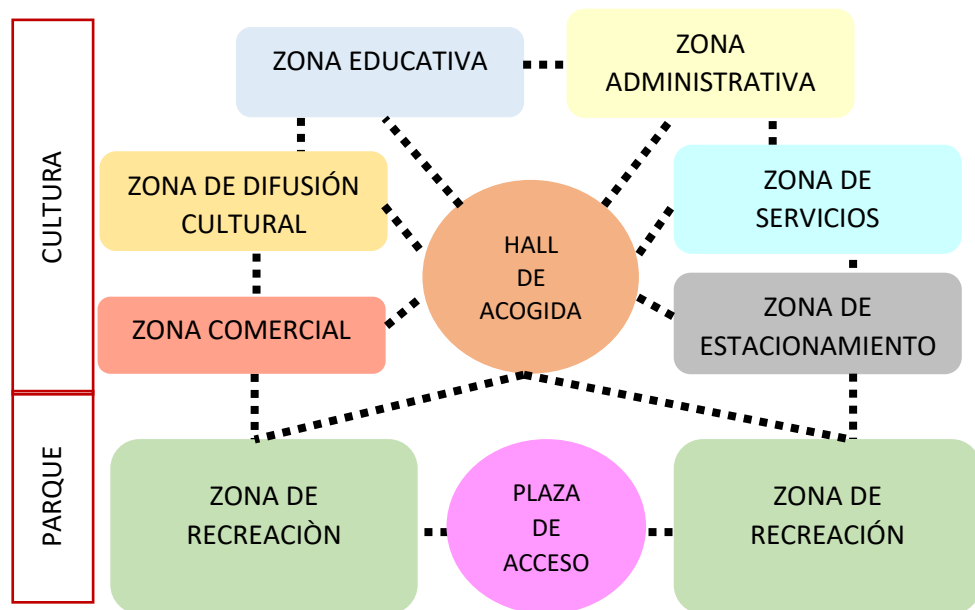 CULTURA
ZONA EDUCATIVA
ZONA
ADMINISTRATIVA
ZONA DE DIFUSIÓN
CULTURAL
HALL
DE
ACOGIDA
ZONA DE
SERVICIOS
ZONA COMERCIAL
ZONA DE
ESTACIONAMIENTO
PARQUE
ZONA DE
RECREACIÒN
PLAZA
DE
ACCESO
ZONA DE
RECREACIÓN